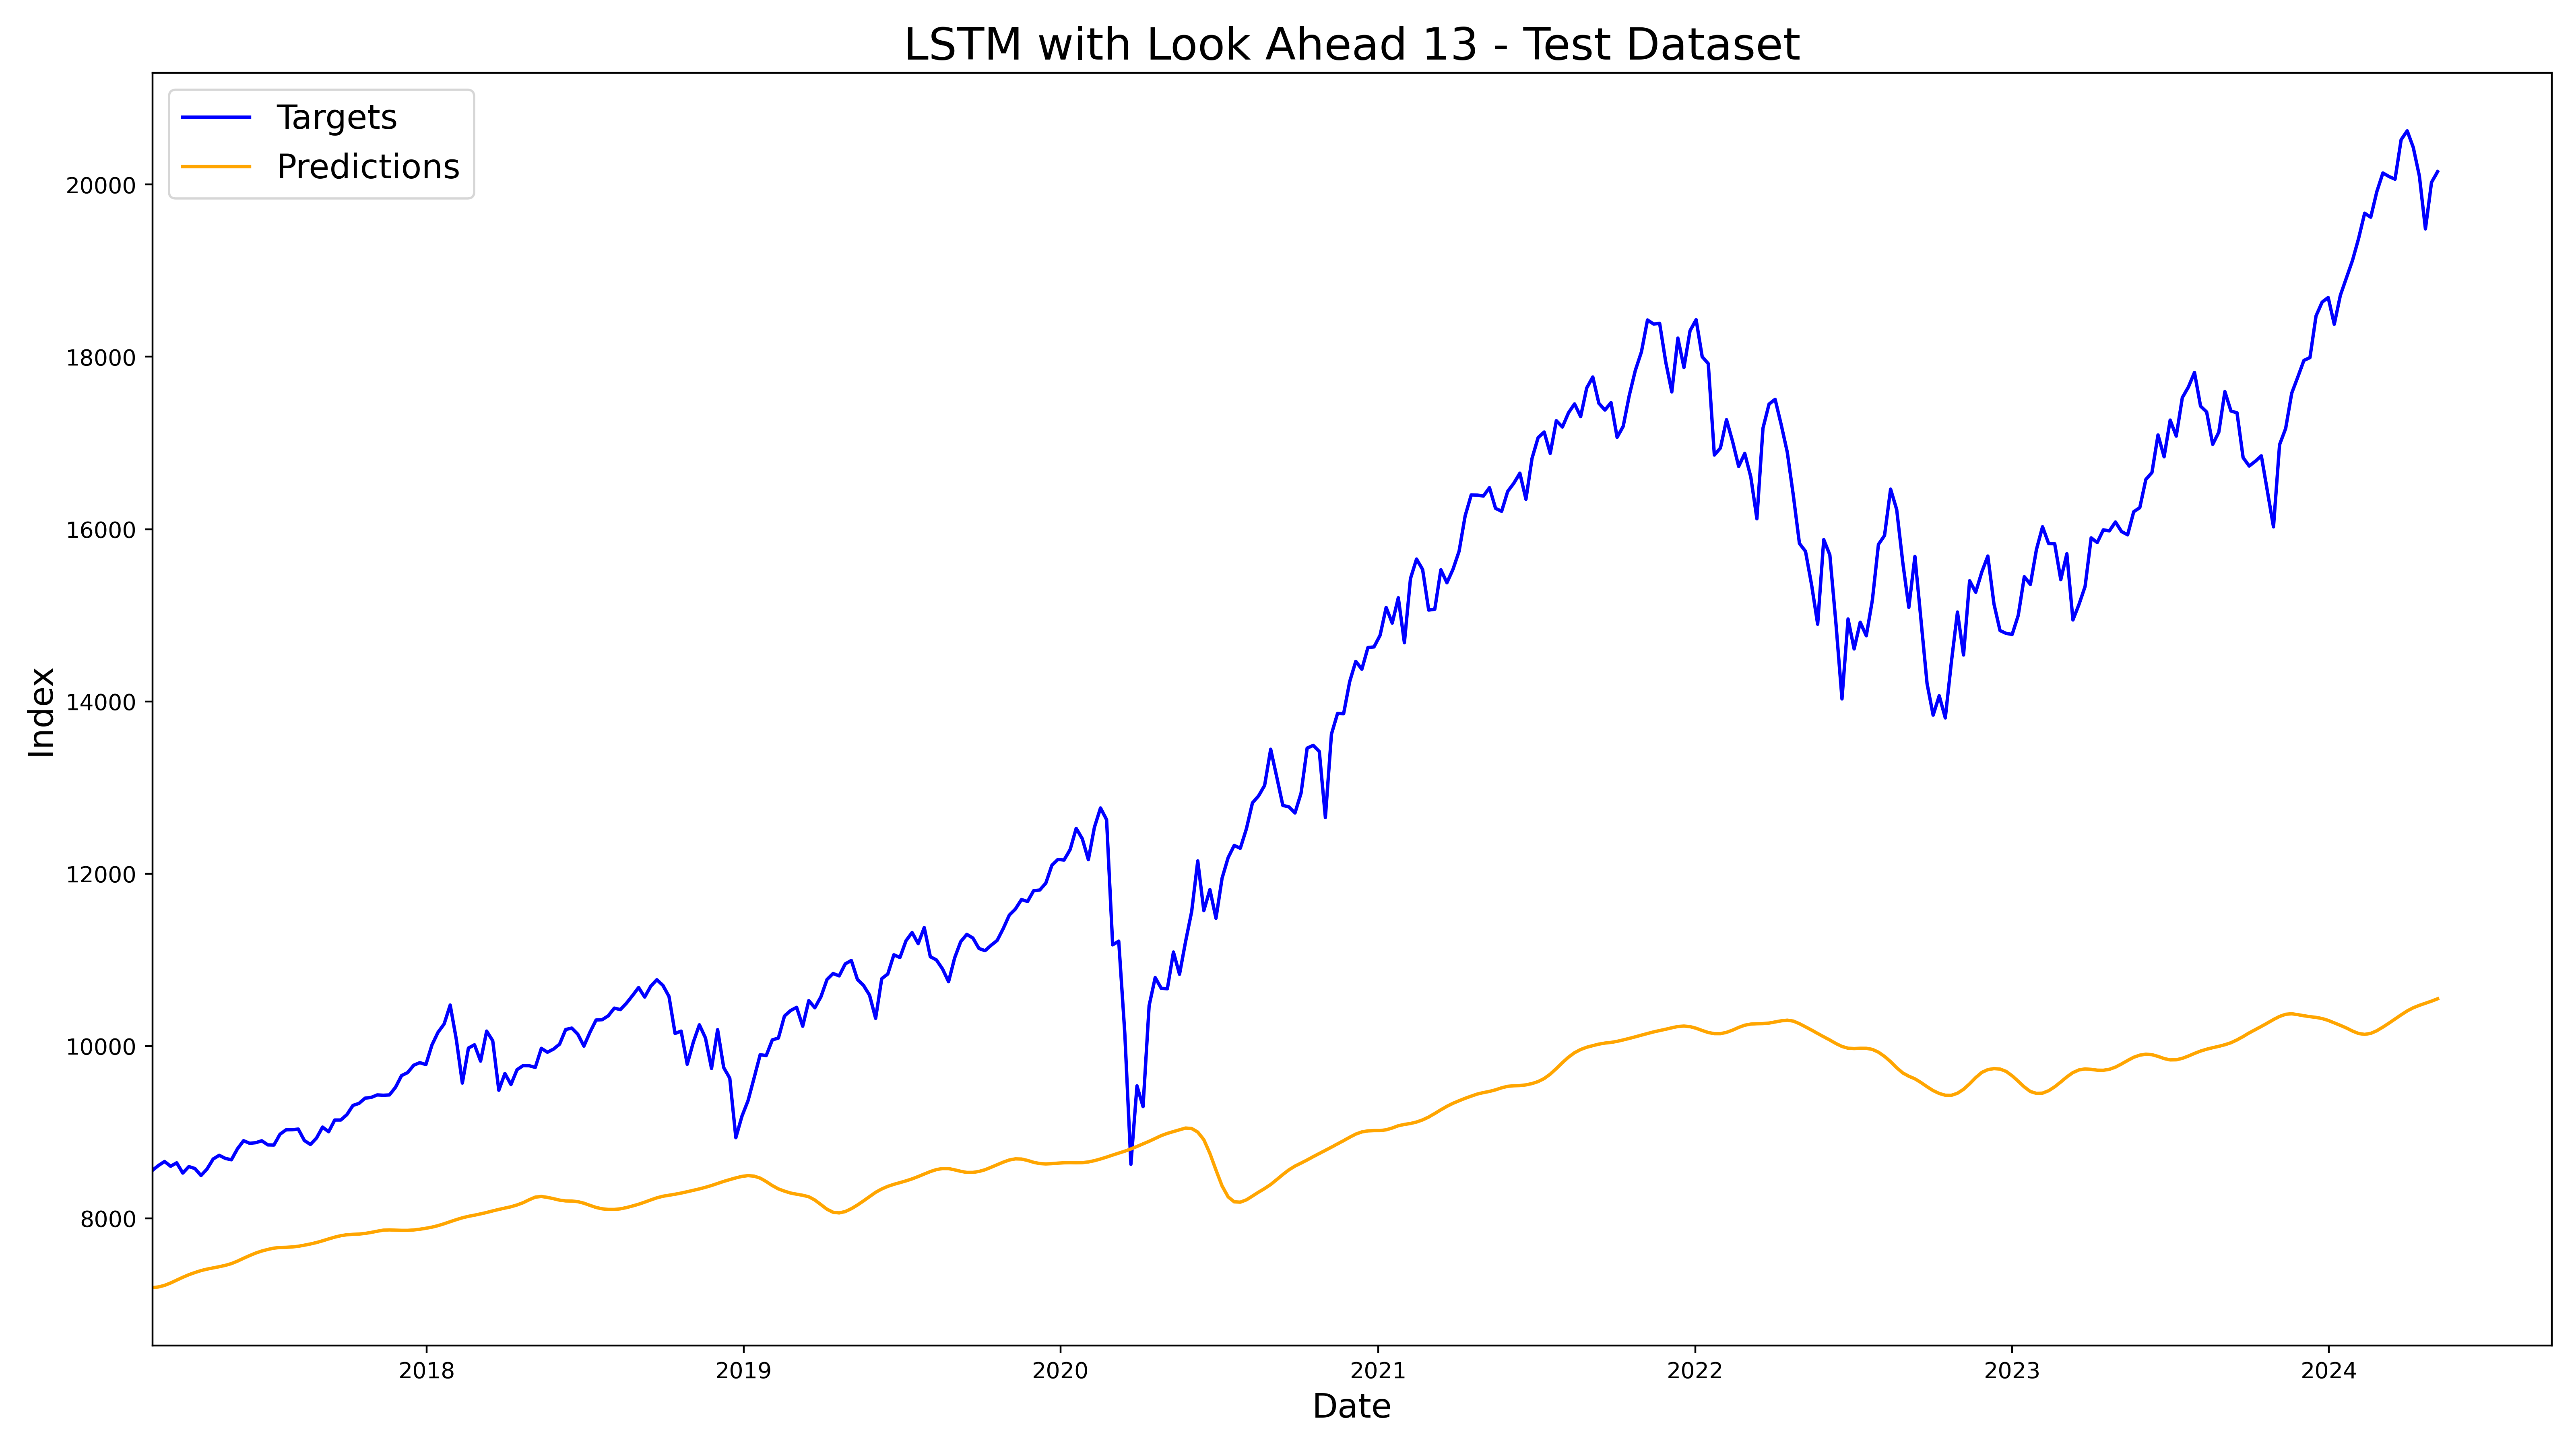 LSTM with Look Ahead 13 - Test Dataset
Targets
Predictions
20000
18000
16000
14000
12000
10000
8000
Index
2018 2019 2020 2021 2022 2023 2024
Date